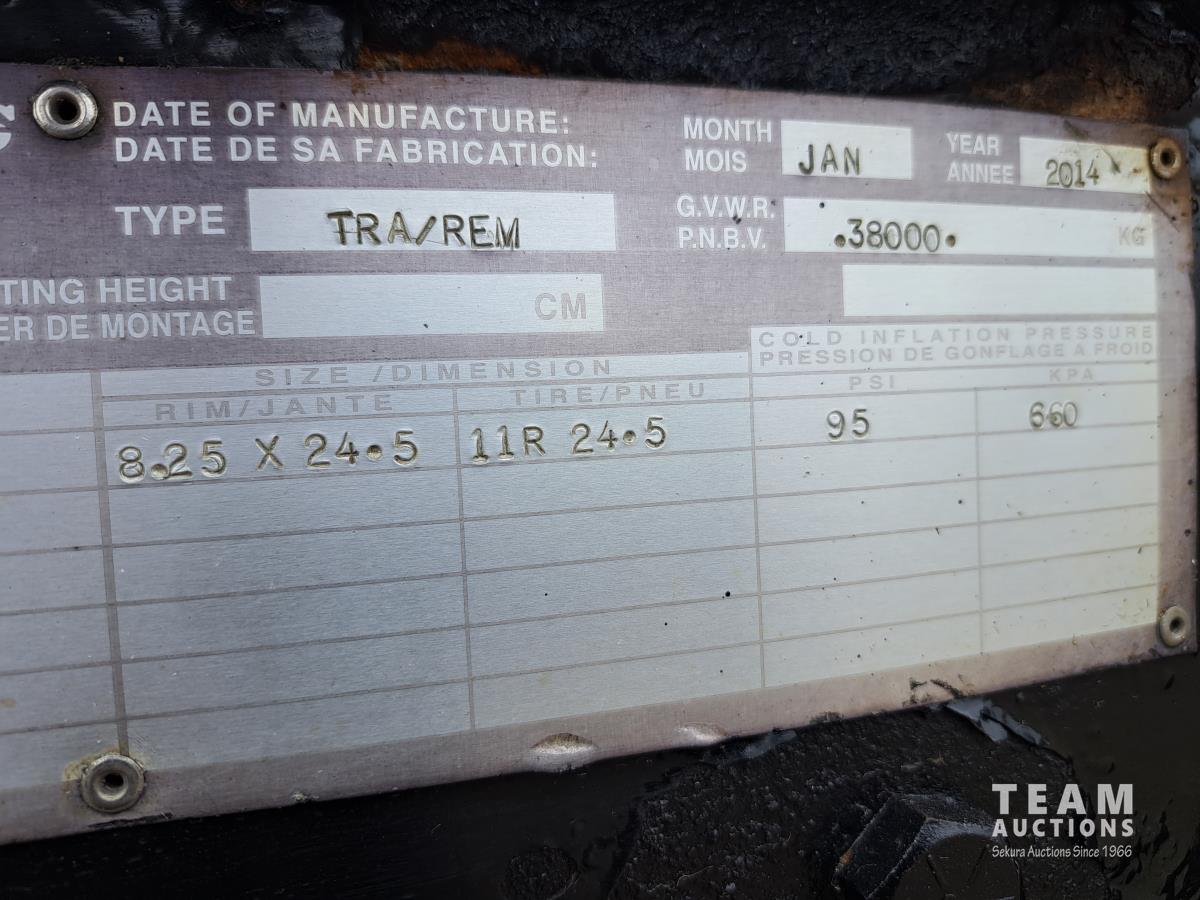 DATE OF MANUFACTURE: MONTH JAN YEAR 2014
DATE DE SA FABRICATION: MOIS ANNÉE
TYPE TRA/REM G.V.W.R. .38000. KG
P.N.B.V.
TING HEIGHT CM
ER DE MONTAGE
COLD INFLATION PRESSURE
PRESSION DE GONFLAGE A FROID
SIZE /DIMENSION
RIM/JANTE TIRE/PNEU PSI KPA
8.25 X 24.5 11R 24.5 95 660
TEAM
AUCTIONS
Sekura Auctions Since 1966